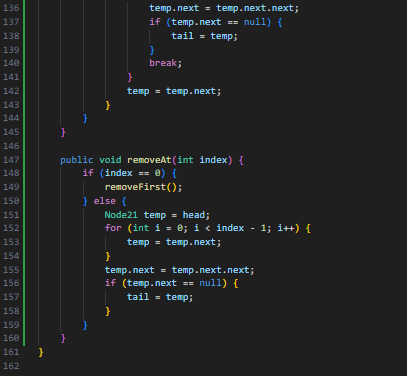 136 temp.next = temp.next.next;
137 if (temp.next == null) {
138 tail = temp;
139 }
140 break;
141 }
142 temp = temp.next;
143 }
144 }
145 }
146
147 public void removeAt(int index) {
148 if (index == 0) {
149 removeFirst();
150 } else {
151 Node21 temp = head;
152 for (int i = 0; i < index - 1; i++) {
153 temp = temp.next;
154 }
155 temp.next = temp.next.next;
156 if (temp.next == null) {
157 tail = temp;
158 }
159 }
160 }
161 }
162